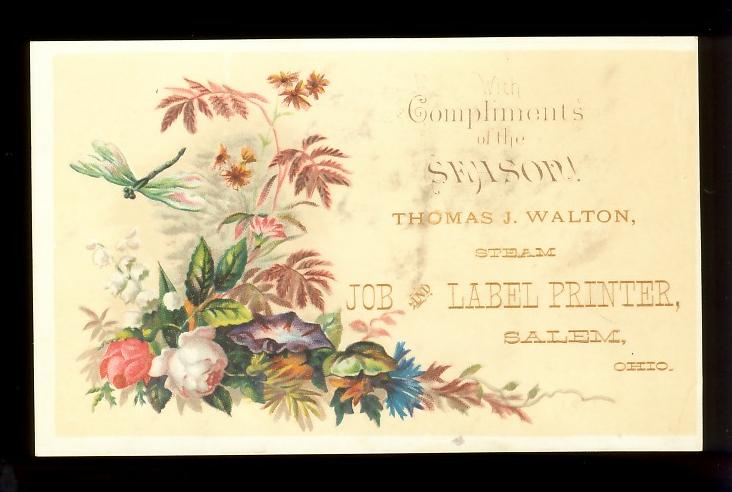 With
Compliments
of the
SEASON!
THOMAS J. WALTON,
STEAM
JOB AND LABEL PRINTER,
SALEM,
OHIO.